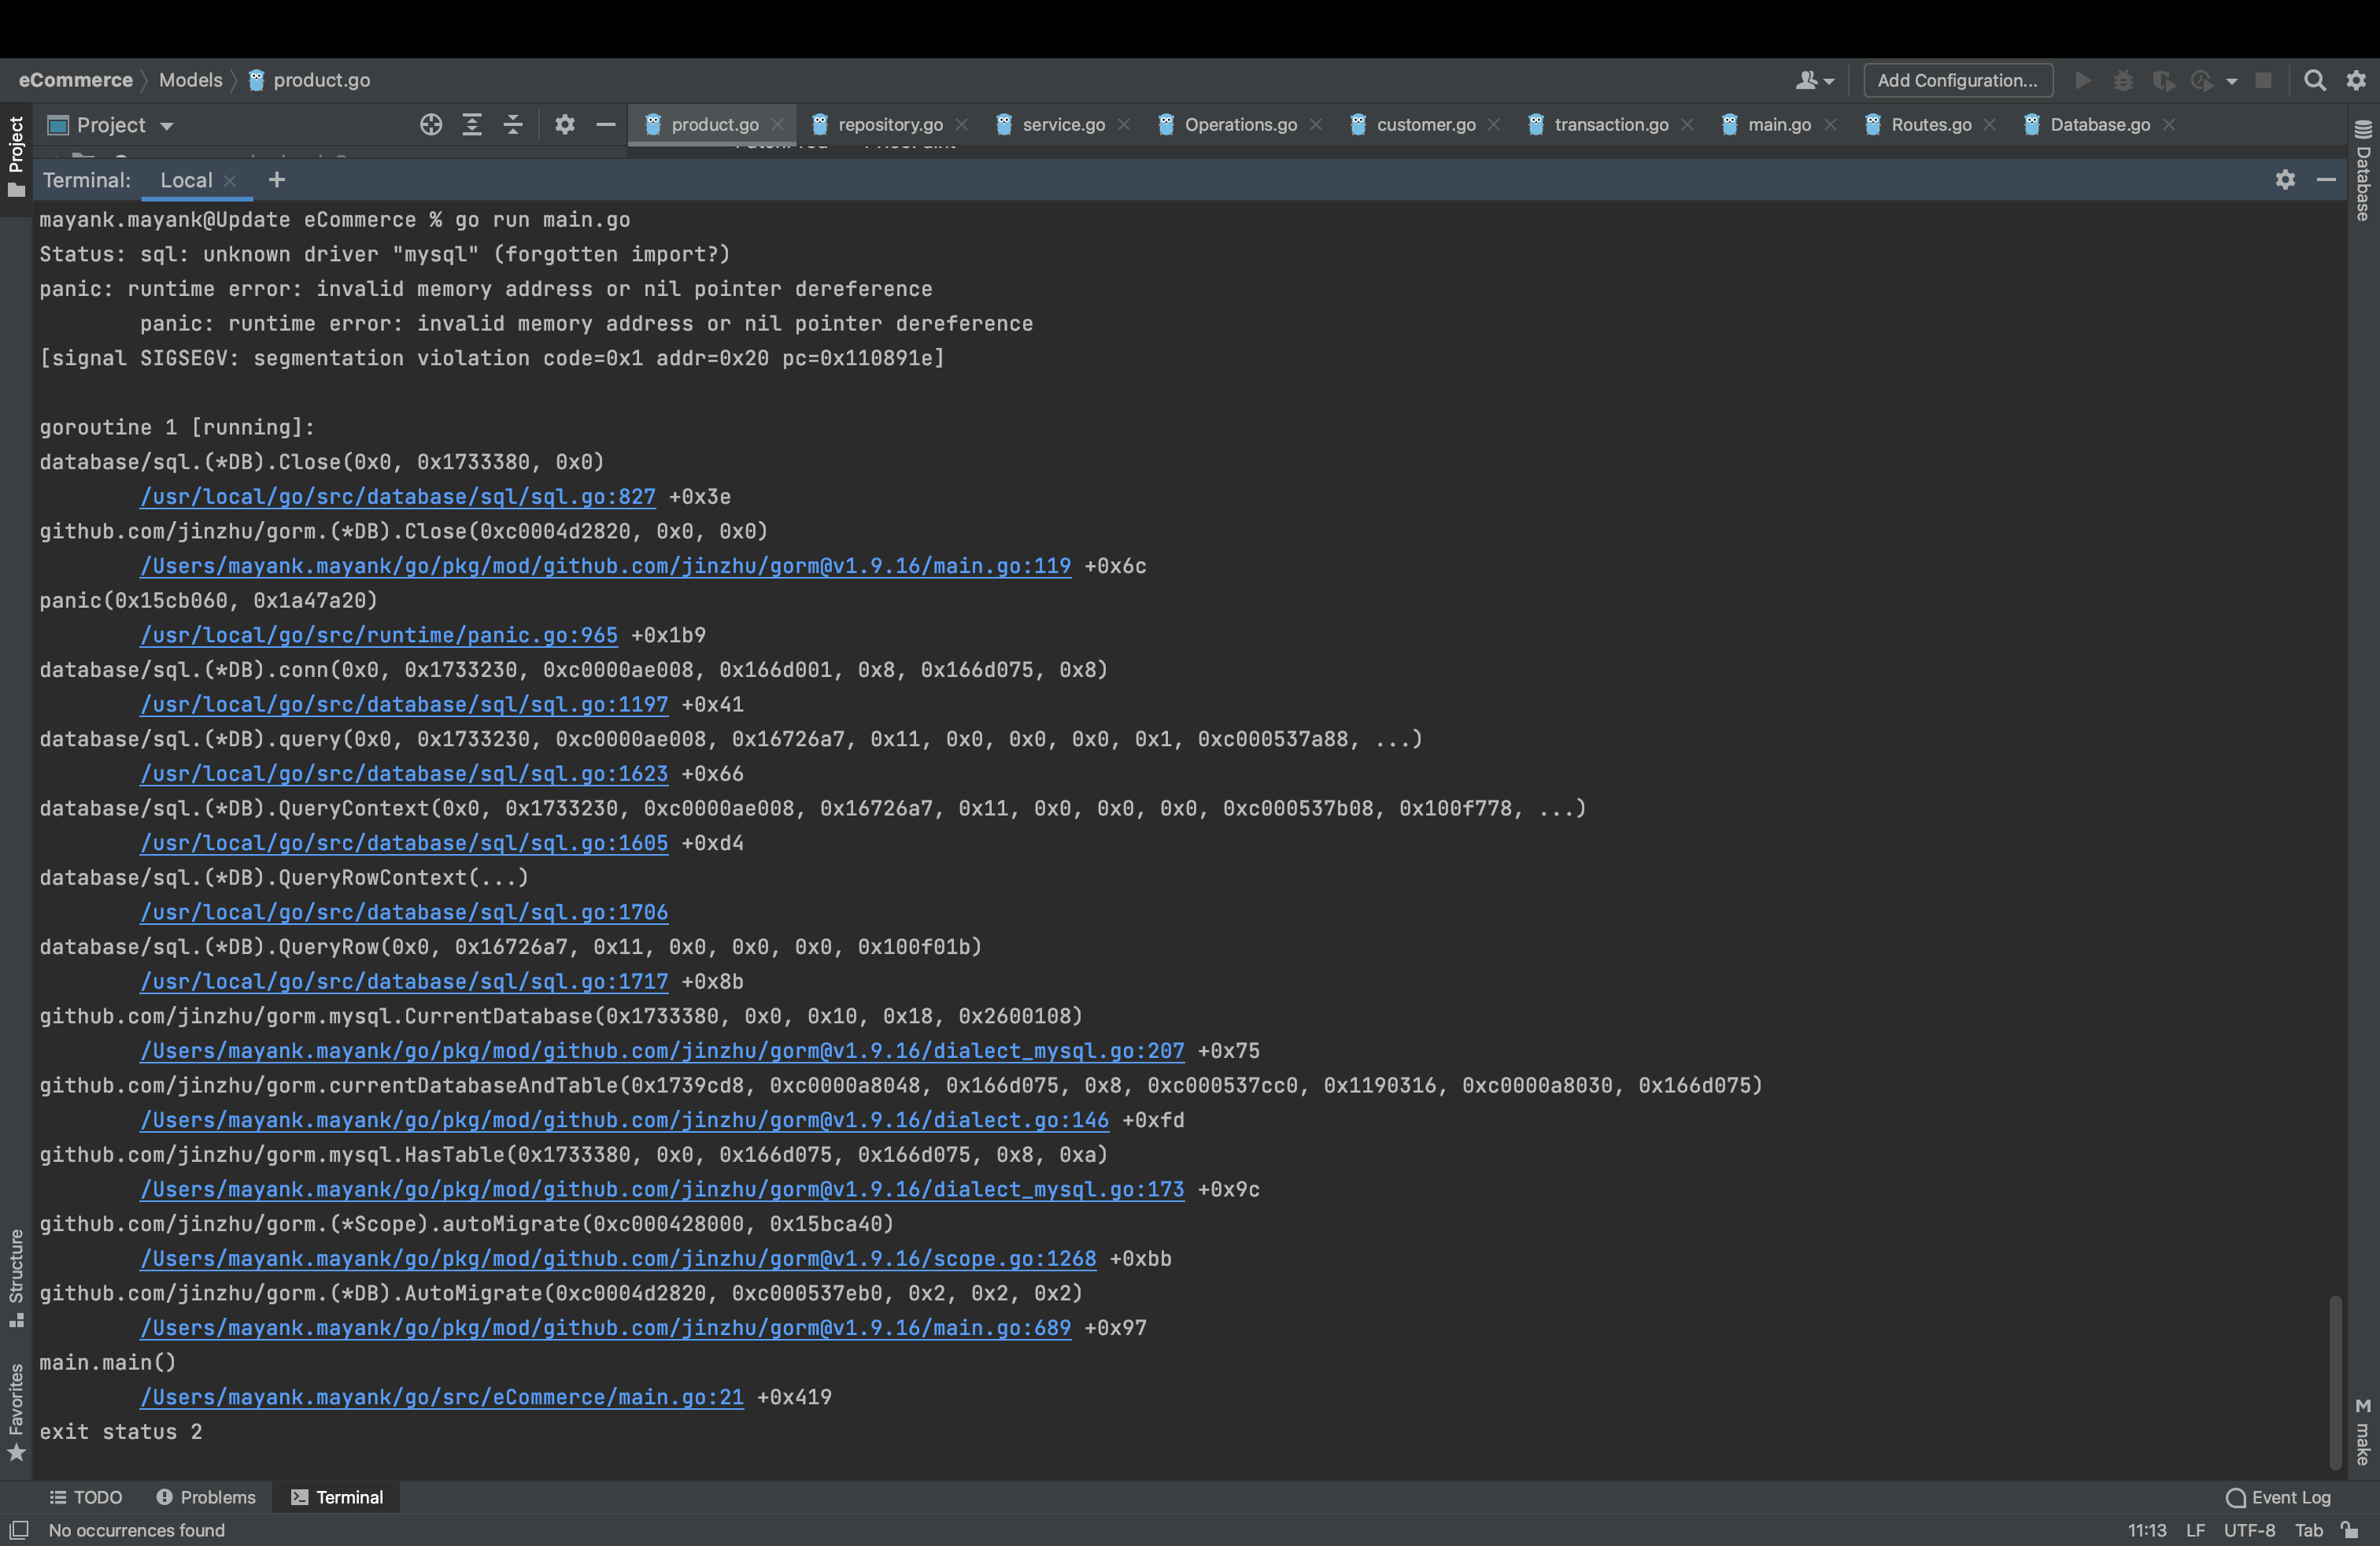 eCommerce Models product.go
Add Configuration...
Project
product.go repository.go service.go Operations.go customer.go transaction.go main.go Routes.go Database.go
Terminal: Local +
mayank.mayank@Update eCommerce % go run main.go
Status: sql: unknown driver "mysql" (forgotten import?)
panic: runtime error: invalid memory address or nil pointer dereference
        panic: runtime error: invalid memory address or nil pointer dereference
[signal SIGSEGV: segmentation violation code=0x1 addr=0x20 pc=0x110891e]
goroutine 1 [running]:
database/sql.(*DB).Close(0x0, 0x1733380, 0x0)
        /usr/local/go/src/database/sql/sql.go:827 +0x3e
github.com/jinzhu/gorm.(*DB).Close(0xc0004d2820, 0x0, 0x0)
        /Users/mayank.mayank/go/pkg/mod/github.com/jinzhu/gorm@v1.9.16/main.go:119 +0x6c
panic(0x15cb060, 0x1a47a20)
        /usr/local/go/src/runtime/panic.go:965 +0x1b9
database/sql.(*DB).conn(0x0, 0x1733230, 0xc0000ae008, 0x166d001, 0x8, 0x166d075, 0x8)
        /usr/local/go/src/database/sql/sql.go:1197 +0x41
database/sql.(*DB).query(0x0, 0x1733230, 0xc0000ae008, 0x16726a7, 0x11, 0x0, 0x0, 0x0, 0x1, 0xc000537a88, ...)
        /usr/local/go/src/database/sql/sql.go:1623 +0x66
database/sql.(*DB).QueryContext(0x0, 0x1733230, 0xc0000ae008, 0x16726a7, 0x11, 0x0, 0x0, 0x0, 0xc000537b08, 0x100f778, ...)
        /usr/local/go/src/database/sql/sql.go:1605 +0xd4
database/sql.(*DB).QueryRowContext(...)
        /usr/local/go/src/database/sql/sql.go:1706
database/sql.(*DB).QueryRow(0x0, 0x16726a7, 0x11, 0x0, 0x0, 0x0, 0x100f01b)
        /usr/local/go/src/database/sql/sql.go:1717 +0x8b
github.com/jinzhu/gorm.mysql.CurrentDatabase(0x1733380, 0x0, 0x10, 0x18, 0x2600108)
        /Users/mayank.mayank/go/pkg/mod/github.com/jinzhu/gorm@v1.9.16/dialect_mysql.go:207 +0x75
github.com/jinzhu/gorm.currentDatabaseAndTable(0x1739cd8, 0xc0000a8048, 0x166d075, 0x8, 0xc000537cc0, 0x1190316, 0xc0000a8030, 0x166d075)
        /Users/mayank.mayank/go/pkg/mod/github.com/jinzhu/gorm@v1.9.16/dialect.go:146 +0xfd
github.com/jinzhu/gorm.mysql.HasTable(0x1733380, 0x0, 0x166d075, 0x166d075, 0x8, 0xa)
        /Users/mayank.mayank/go/pkg/mod/github.com/jinzhu/gorm@v1.9.16/dialect_mysql.go:173 +0x9c
github.com/jinzhu/gorm.(*Scope).autoMigrate(0xc000428000, 0x15bca40)
        /Users/mayank.mayank/go/pkg/mod/github.com/jinzhu/gorm@v1.9.16/scope.go:1268 +0xbb
github.com/jinzhu/gorm.(*DB).AutoMigrate(0xc0004d2820, 0xc000537eb0, 0x2, 0x2, 0x2)
        /Users/mayank.mayank/go/pkg/mod/github.com/jinzhu/gorm@v1.9.16/main.go:689 +0x97
main.main()
        /Users/mayank.mayank/go/src/eCommerce/main.go:21 +0x419
exit status 2
Project
Structure
Favorites
Database
M make
TODO Problems Terminal
Event Log
No occurrences found
11:13 LF UTF-8 Tab